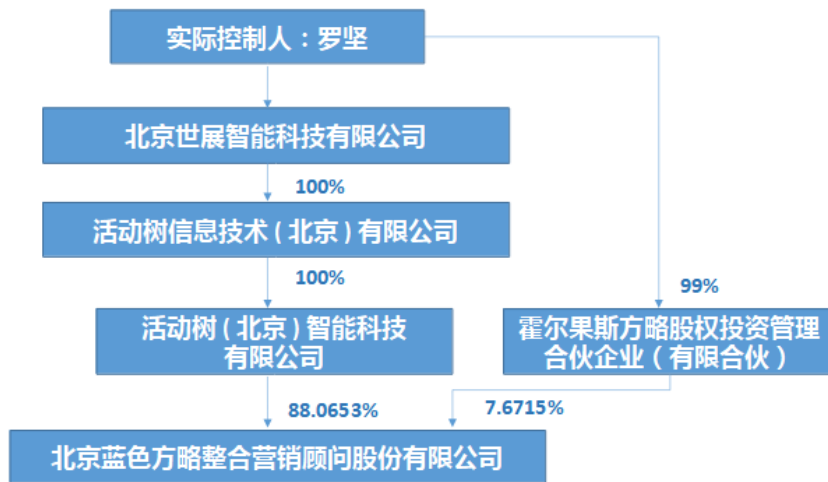 实际控制人：罗坚
北京世展智能科技有限公司
100%
活动树信息技术（北京）有限公司
100%
99%
活动树（北京）智能科技
有限公司
霍尔果斯方略股权投资管理
合伙企业（有限合伙）
88.0653%
7.6715%
北京蓝色方略整合营销顾问股份有限公司